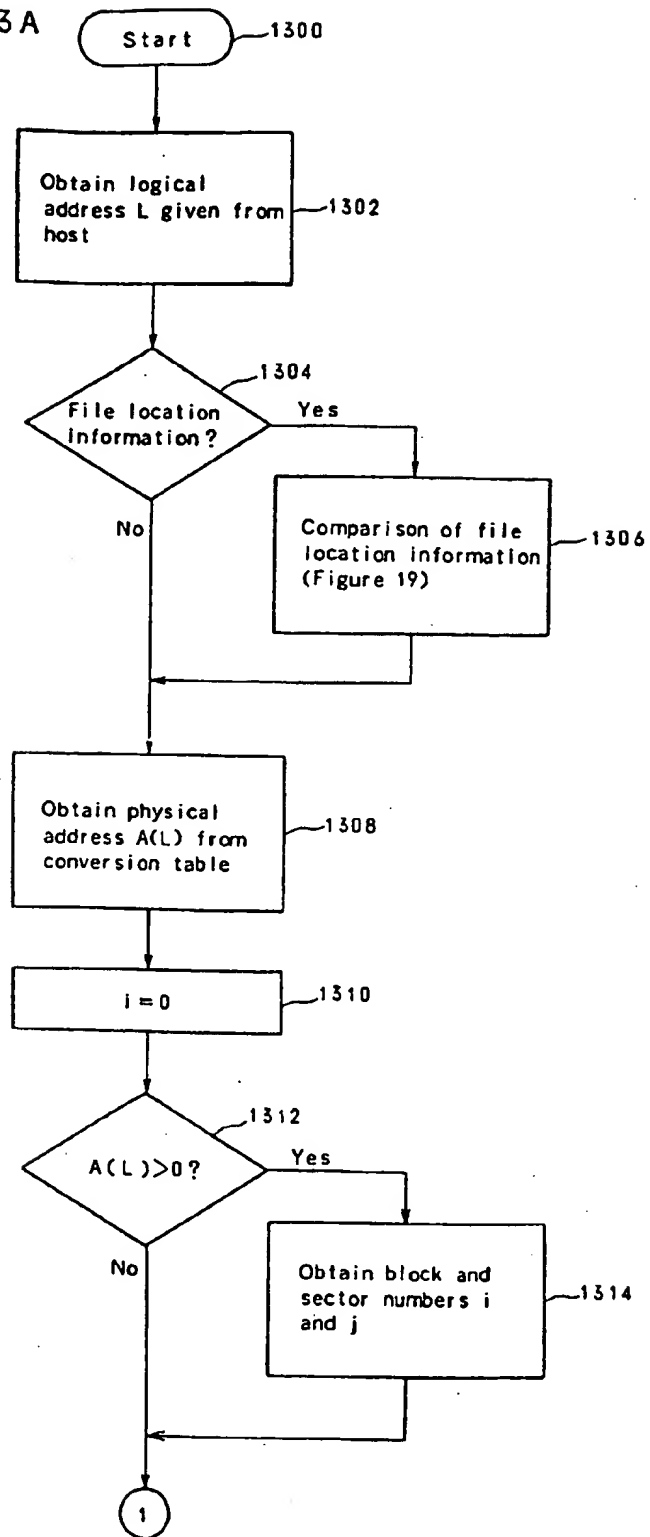 3A
Start
1300
Obtain logical
address L given from
host
1302
1304
File location
information?
Yes
No
Comparison of file
location information
(Figure 19)
1306
Obtain physical
address A(L) from
conversion table
1308
i=0
1310
1312
A(L)>0?
Yes
No
Obtain block and
sector numbers i
and j
1314
1